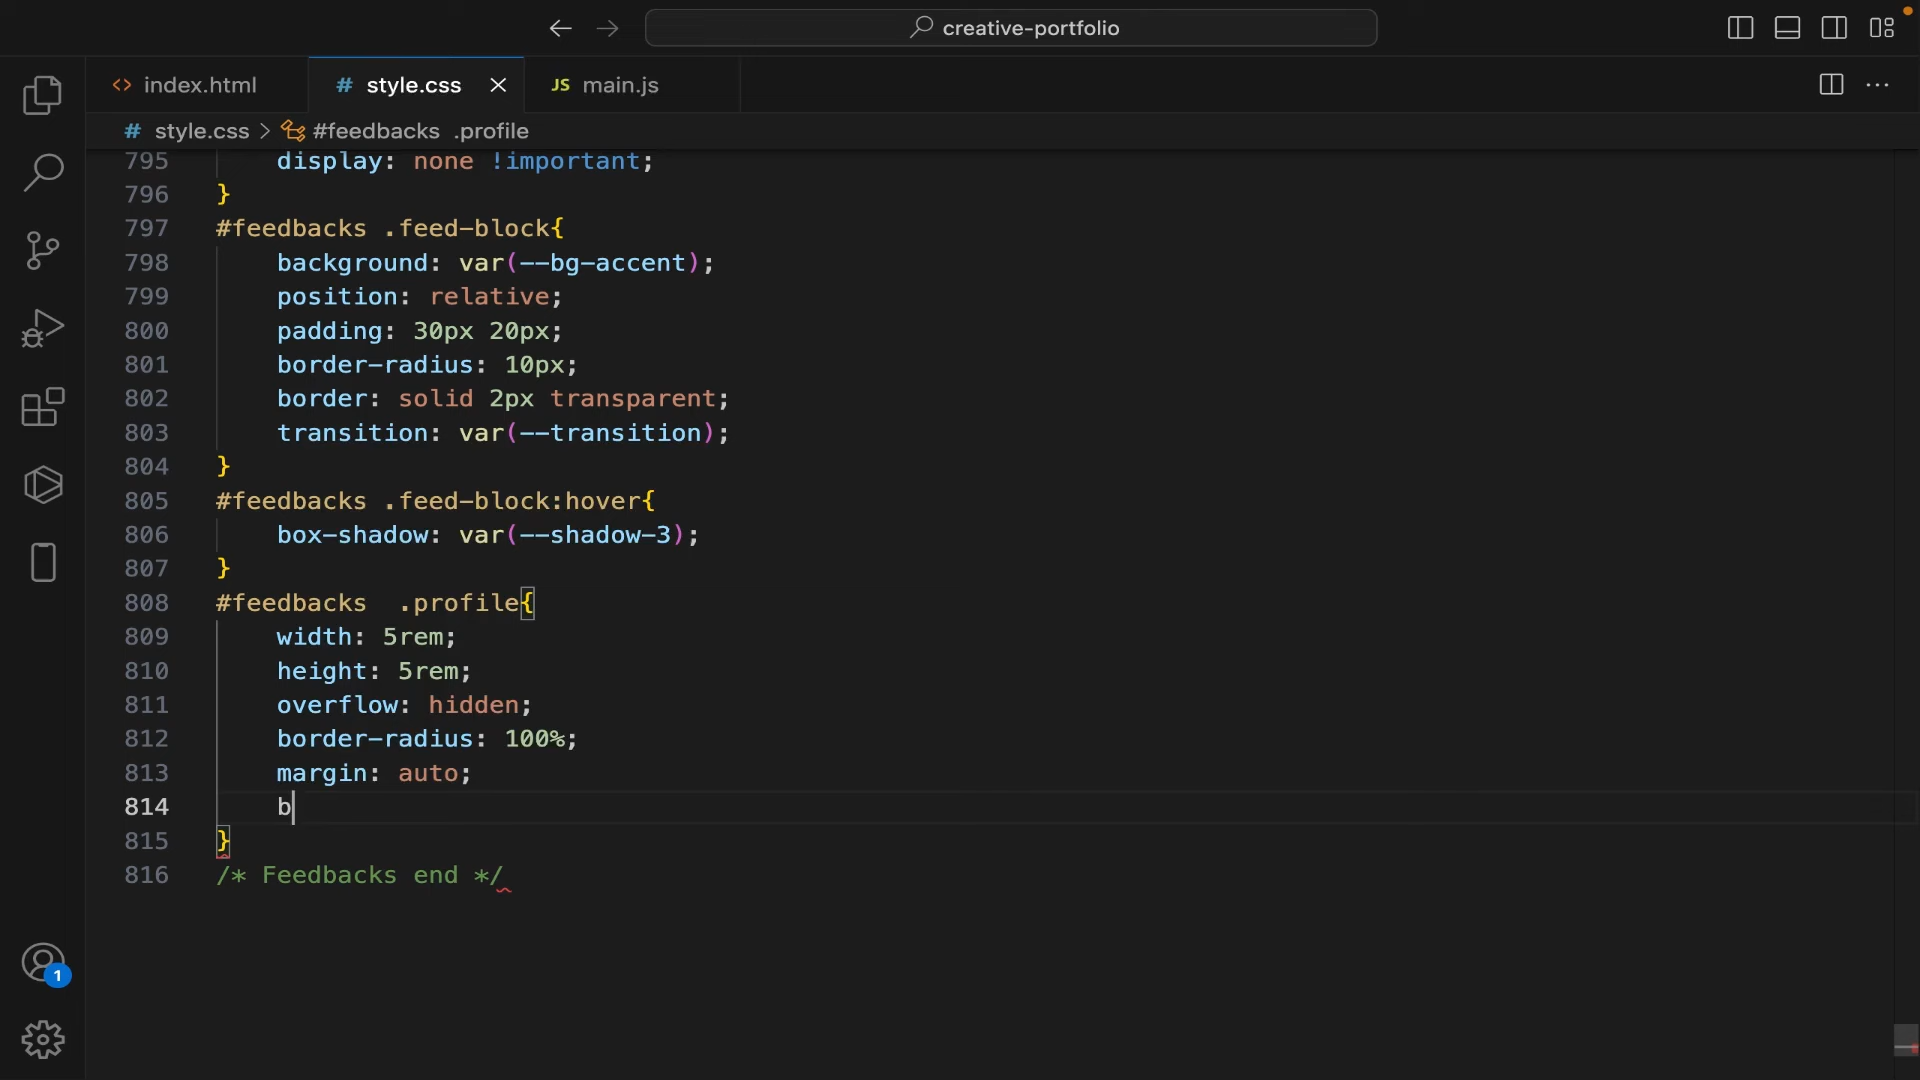 creative-portfolio
<> index.html # style.css JS main.js
# style.css > #feedbacks .profile
795 display: none !important;
796 }
797 #feedbacks .feed-block{
798 background: var(--bg-accent);
799 position: relative;
800 padding: 30px 20px;
801 border-radius: 10px;
802 border: solid 2px transparent;
803 transition: var(--transition);
804 }
805 #feedbacks .feed-block:hover{
806 box-shadow: var(--shadow-3);
807 }
808 #feedbacks  .profile{
809 width: 5rem;
810 height: 5rem;
811 overflow: hidden;
812 border-radius: 100%;
813 margin: auto;
814 b
815 }
816 /* Feedbacks end */
1